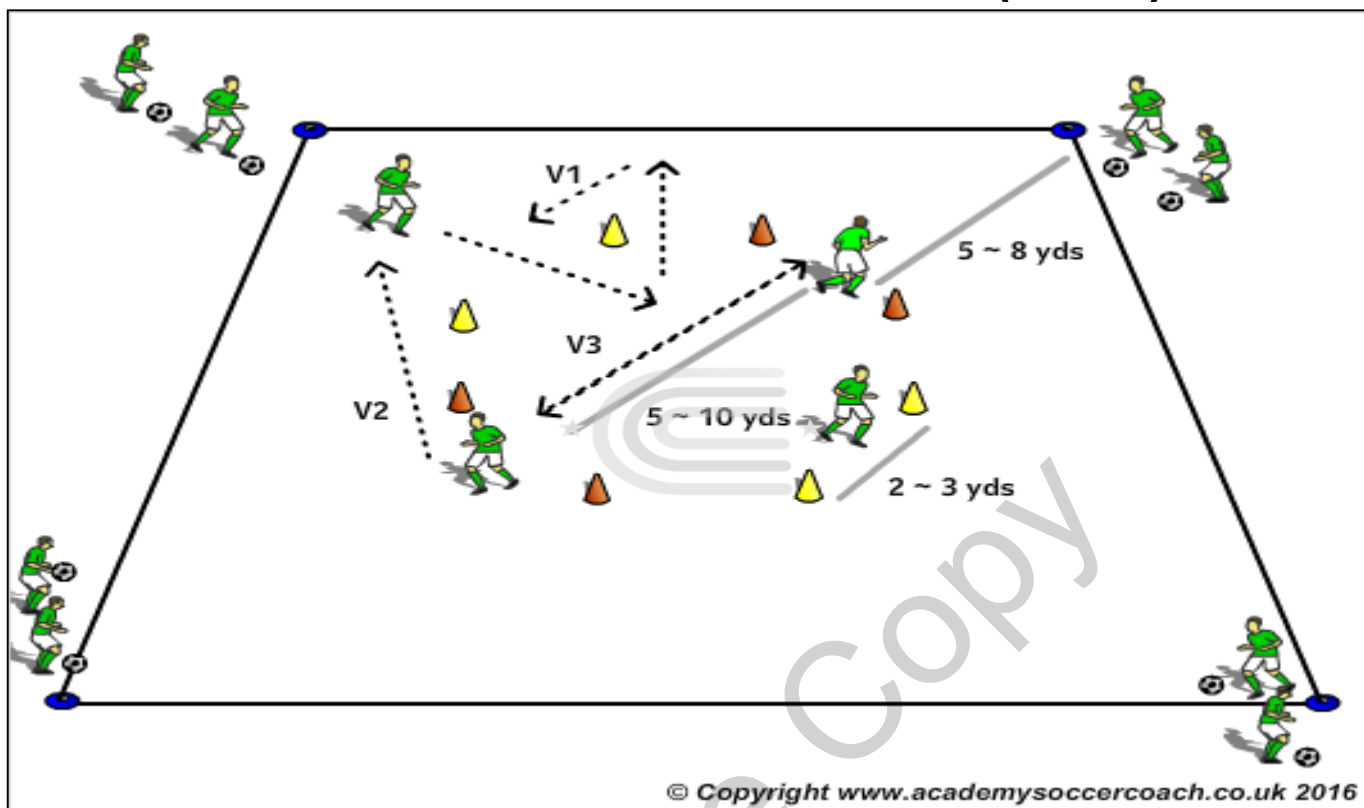 V1
5 ~ 8 yds
V3
V2
5 ~ 10 yds
2 ~ 3 yds
Copy
© Copyright www.academysoccercoach.co.uk 2016